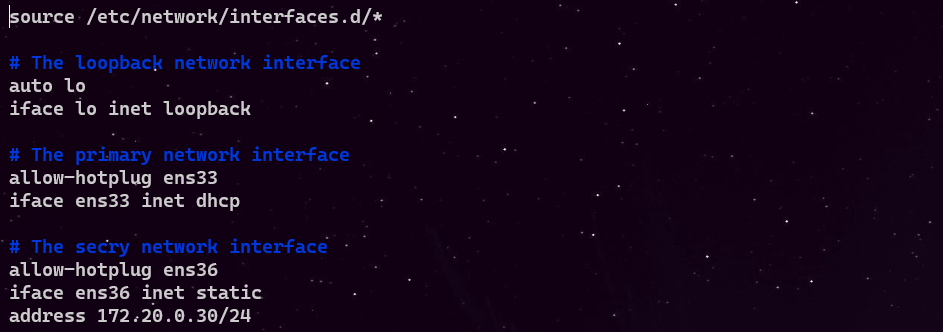 source /etc/network/interfaces.d/*
# The loopback network interface
auto lo
iface lo inet loopback
# The primary network interface
allow-hotplug ens33
iface ens33 inet dhcp
# The secry network interface
allow-hotplug ens36
iface ens36 inet static
address 172.20.0.30/24